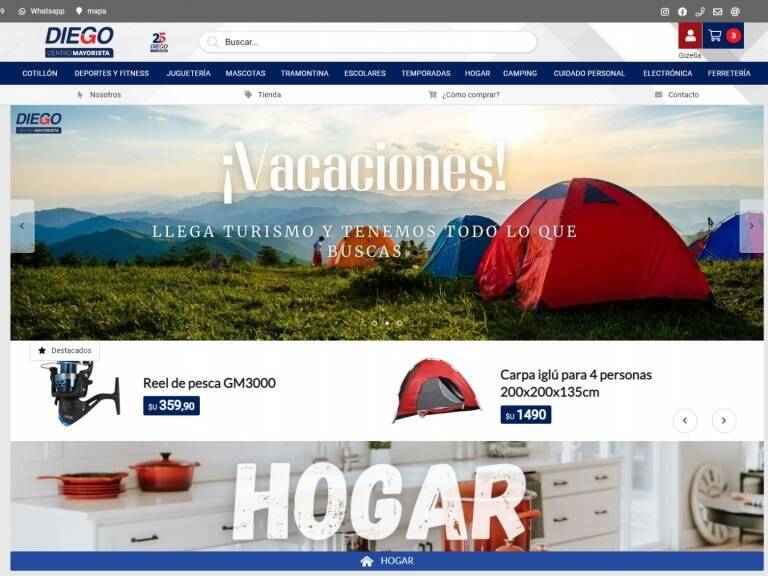 9
Whatsapp
mapa
DIEGO
CENTRO MAYORISTA
25
DIEGO
Buscar...
3
Gizella
COTILLÓN
DEPORTES Y FITNESS
JUGUETERÍA
MASCOTAS
TRAMONTINA
ESCOLARES
TEMPORADAS
HOGAR
CAMPING
CUIDADO PERSONAL
ELECTRÓNICA
FERRETERÍA
Nosotros
Tienda
¿Cómo comprar?
Contacto
DIEGO
CENTRO MAYORISTA
¡Vacaciones!
LLEGA TURISMO Y TENEMOS TODO LO QUE
BUSCAS
Destacados
Reel de pesca GM3000
$U 359,90
Carpa iglú para 4 personas
200x200x135cm
$U 1490
HOGAR
HOGAR